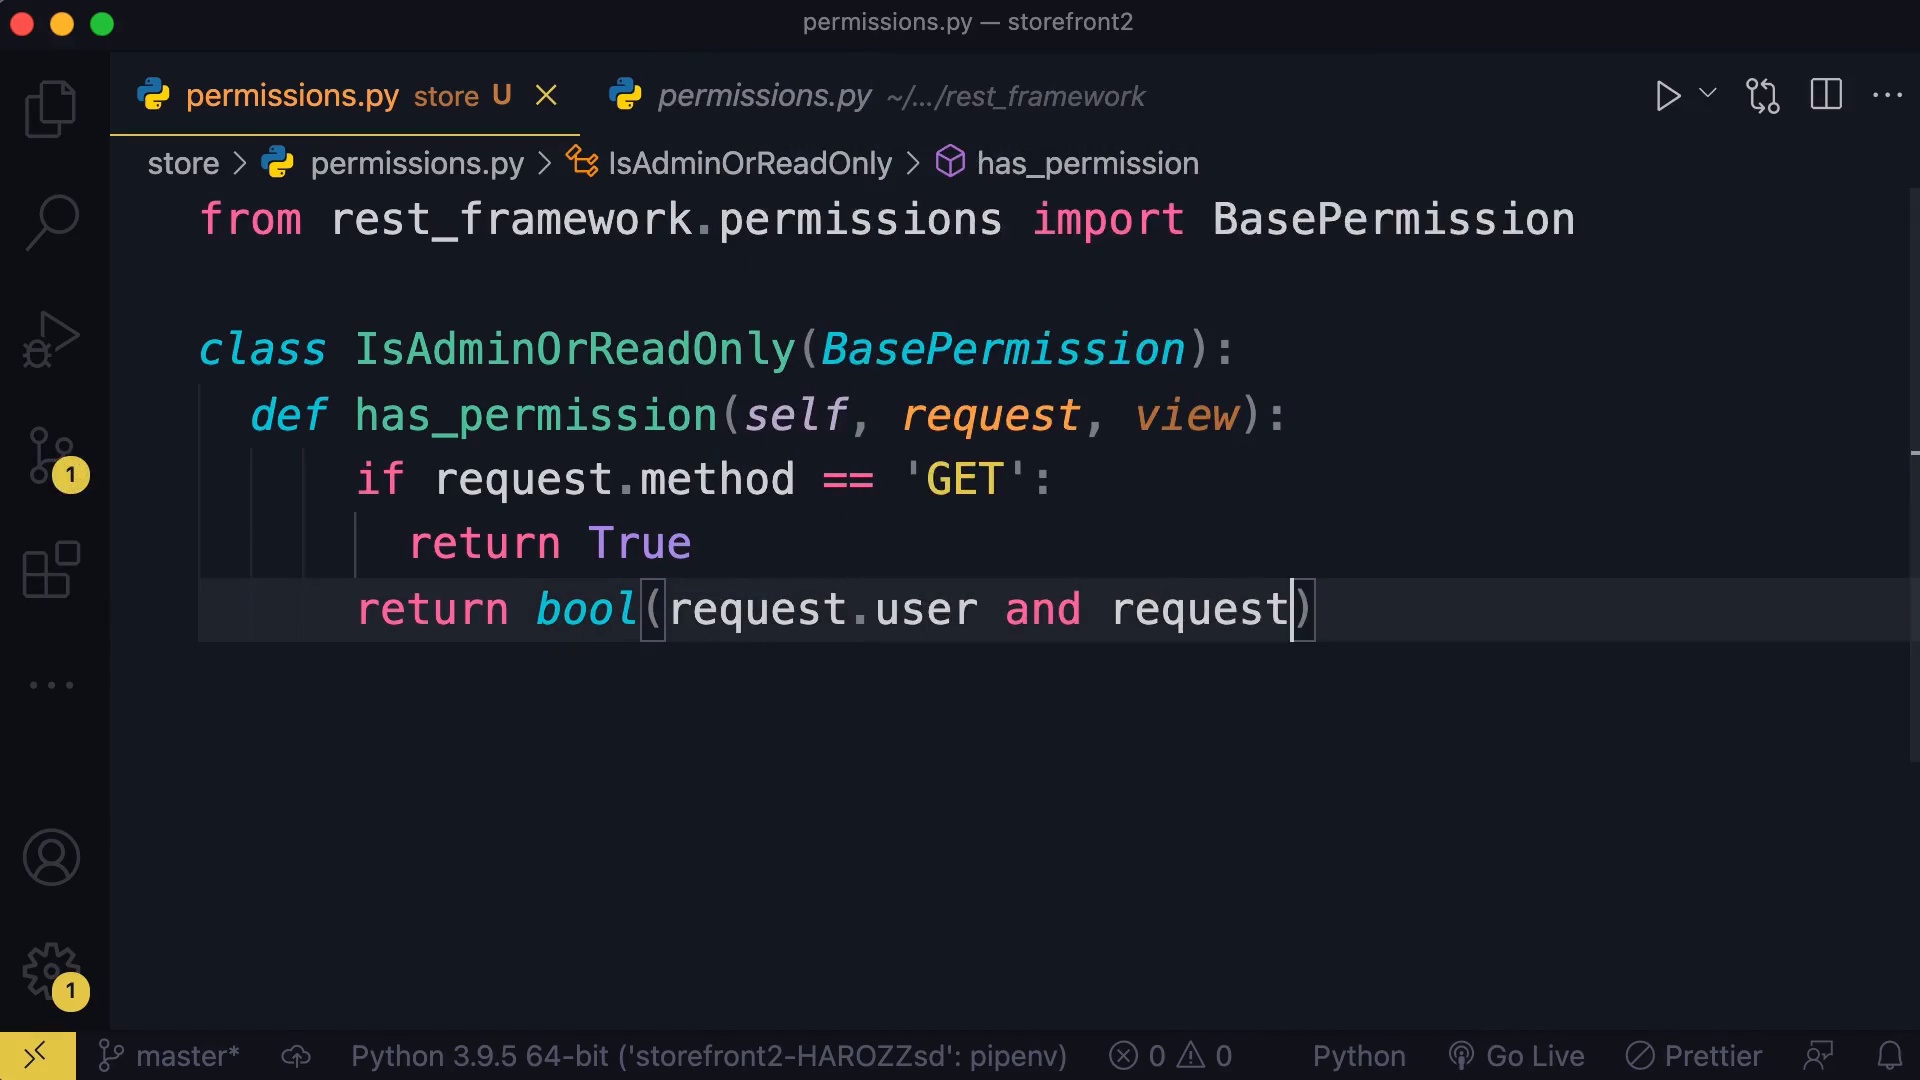 permissions.py — storefront2
permissions.py store U
permissions.py ~/.../rest_framework
store > permissions.py > IsAdminOrReadOnly > has_permission
from rest_framework.permissions import BasePermission
class IsAdminOrReadOnly(BasePermission):
def has_permission(self, request, view):
if request.method == 'GET':
return True
return bool(request.user and request)
1
1
master* Python 3.9.5 64-bit ('storefront2-HAROZZsd': pipenv) 0 0 Python Go Live Prettier